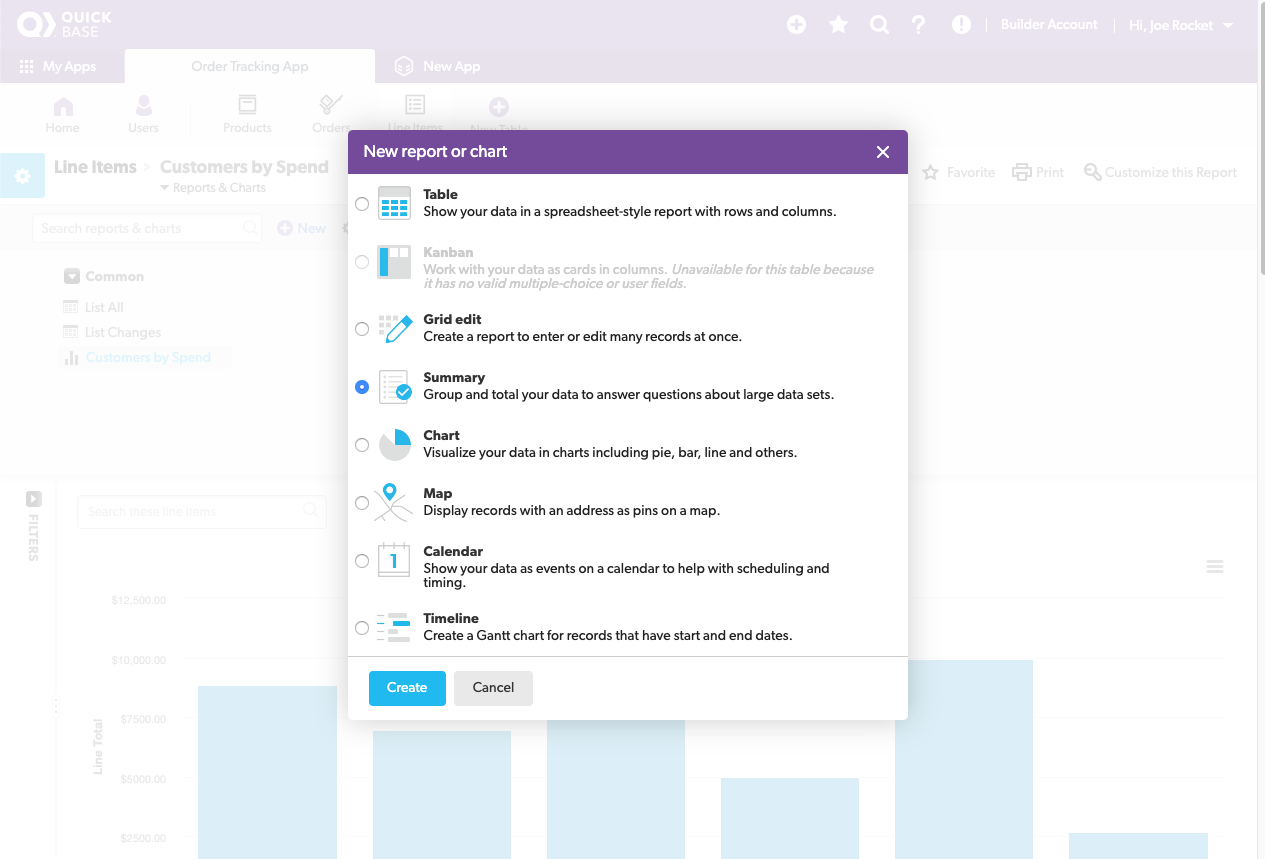 QUICK
BASE
Builder Account
Hi, Joe Rocket
My Apps
Order Tracking App
New App
Home
Users
Products
Orders
Line Items
New Table
Line Items > Customers by Spend
Reports & Charts
Favorite
Print
Customize this Report
Search reports & charts
New
Common
List All
List Changes
Customers by Spend
New report or chart
Table
Show your data in a spreadsheet-style report with rows and columns.
Kanban
Work with your data as cards in columns. Unavailable for this table because
it has no valid multiple-choice or user fields.
Grid edit
Create a report to enter or edit many records at once.
Summary
Group and total your data to answer questions about large data sets.
Chart
Visualize your data in charts including pie, bar, line and others.
Map
Display records with an address as pins on a map.
1
Calendar
Show your data as events on a calendar to help with scheduling and
timing.
Timeline
Create a Gantt chart for records that have start and end dates.
Create
Cancel
FILTERS
Search these line items
$12,500.00
$10,000.00
$7500.00
$5000.00
$2500.00
Line Total